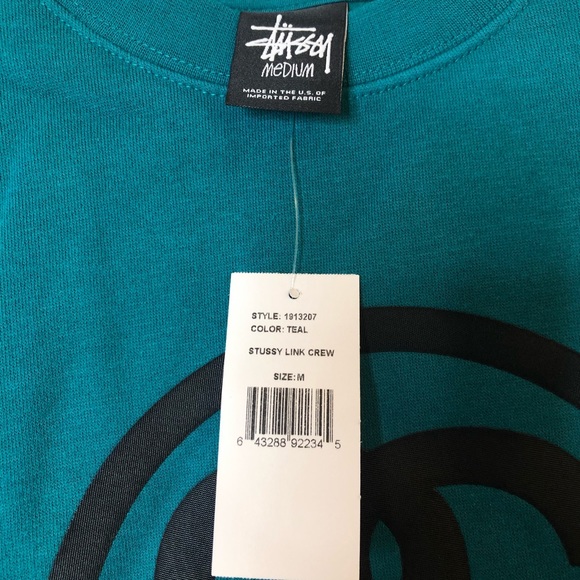 Stüssy
MEDIUM
MADE IN THE U.S. OF
IMPORTED FABRIC
STYLE: 1913207
COLOR: TEAL
STUSSY LINK CREW
SIZE: M
6 43288 92234 5